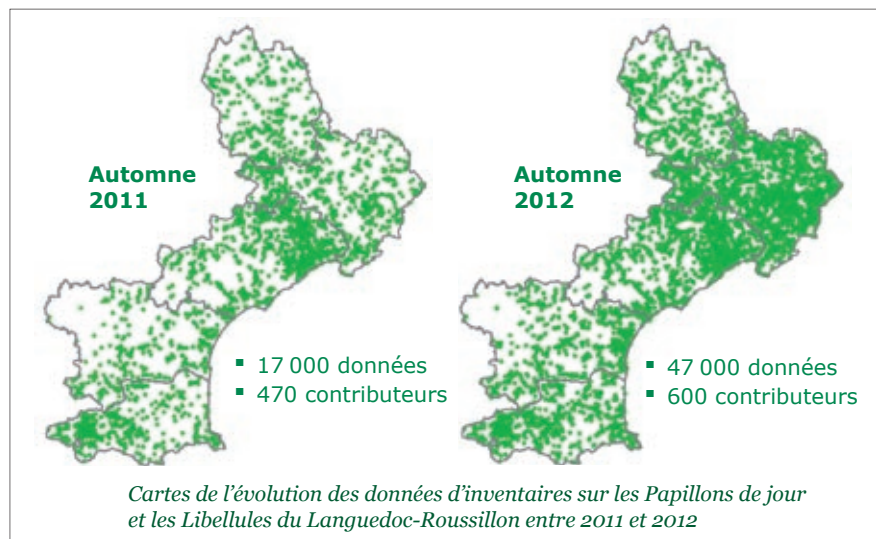 Automne
2011
▪ 17 000 données
▪ 470 contributeurs
Automne
2012
▪ 47 000 données
▪ 600 contributeurs
Cartes de l’évolution des données d’inventaires sur les Papillons de jour
et les Libellules du Languedoc-Roussillon entre 2011 et 2012